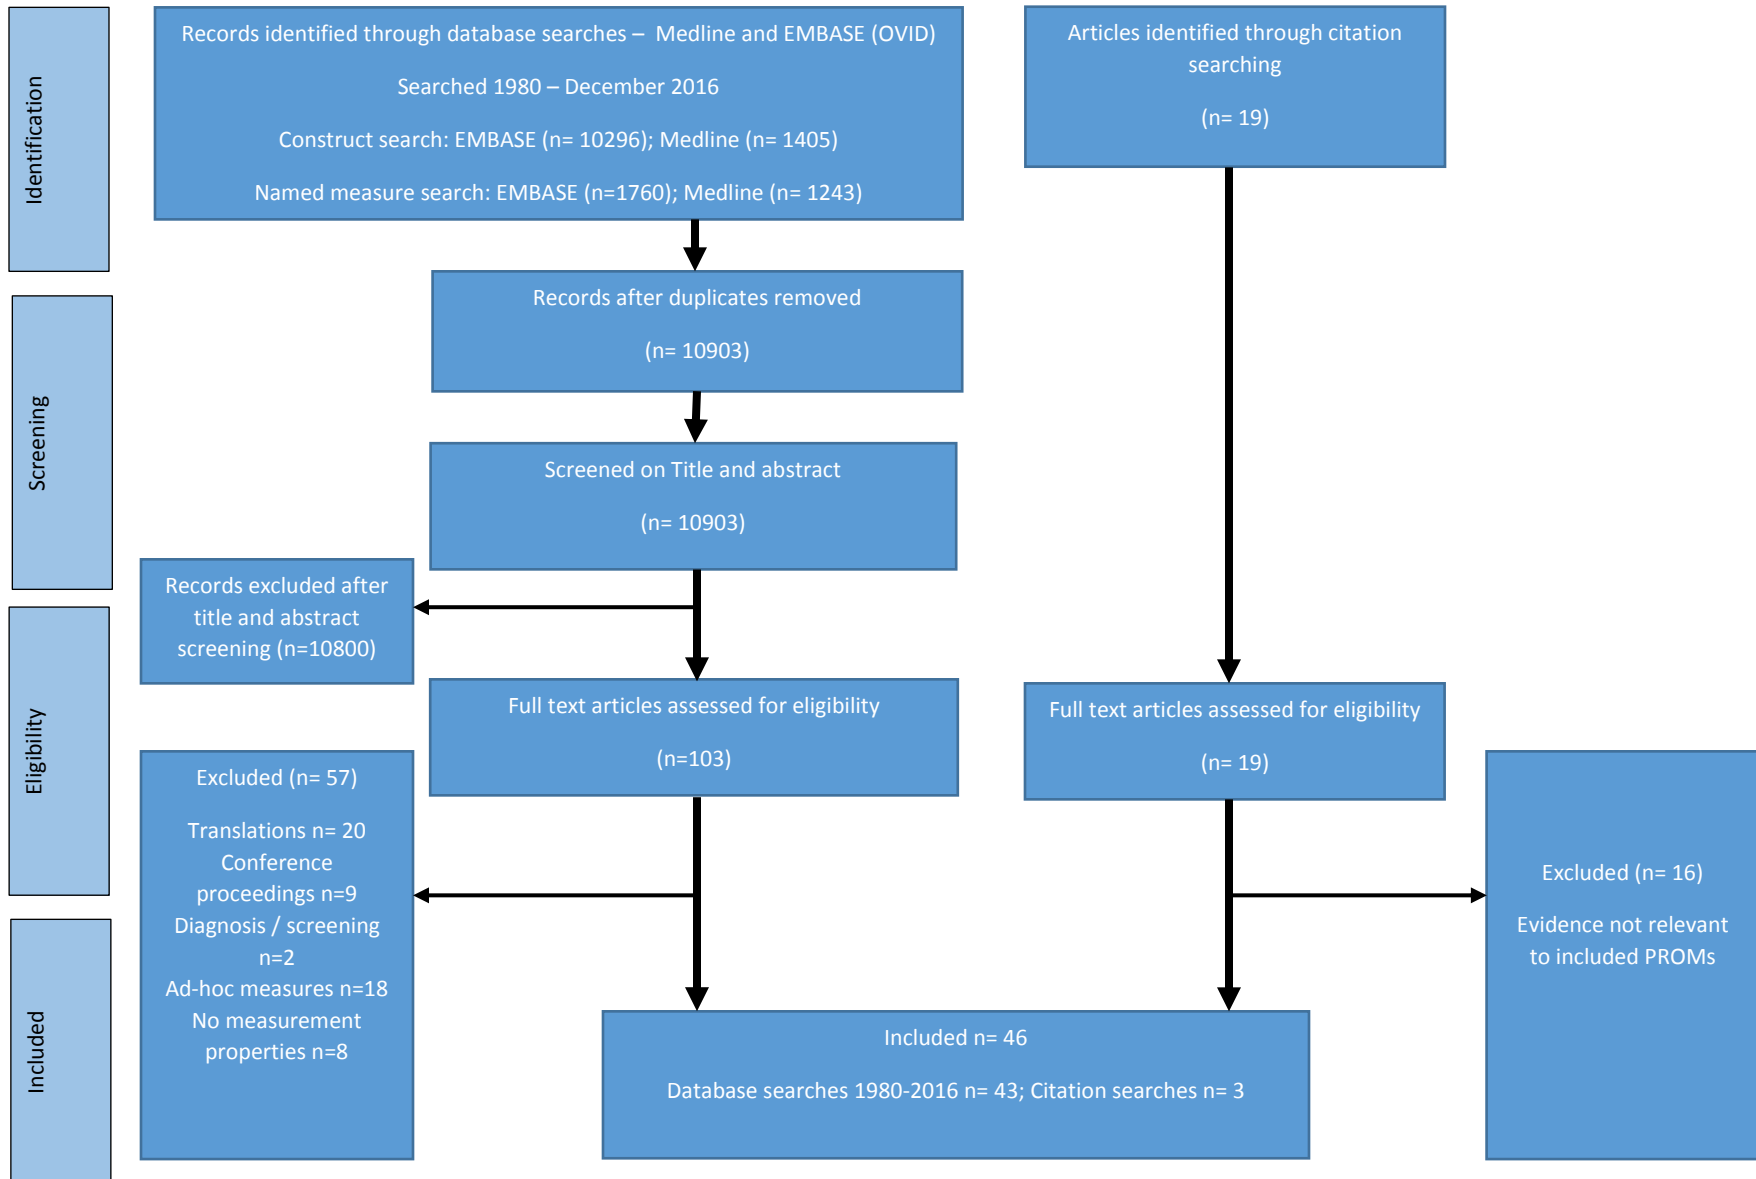 Identification
Records identified through database searches – Medline and EMBASE (OVID)
Searched 1980 – December 2016
Construct search: EMBASE (n= 10296); Medline (n= 1405)
Named measure search: EMBASE (n=1760); Medline (n= 1243)
Articles identified through citation
searching
(n= 19)
Screening
Records after duplicates removed
(n= 10903)
Screened on Title and abstract
(n= 10903)
Records excluded after
title and abstract
screening (n=10800)
Eligibility
Full text articles assessed for eligibility
(n=103)
Full text articles assessed for eligibility
(n= 19)
Excluded (n= 57)
Translations n= 20
Conference
proceedings n=9
Diagnosis / screening
n=2
Ad-hoc measures n=18
No measurement
properties n=8
Excluded (n= 16)
Evidence not relevant
to included PROMs
Included
Included n= 46
Database searches 1980-2016 n= 43; Citation searches n= 3